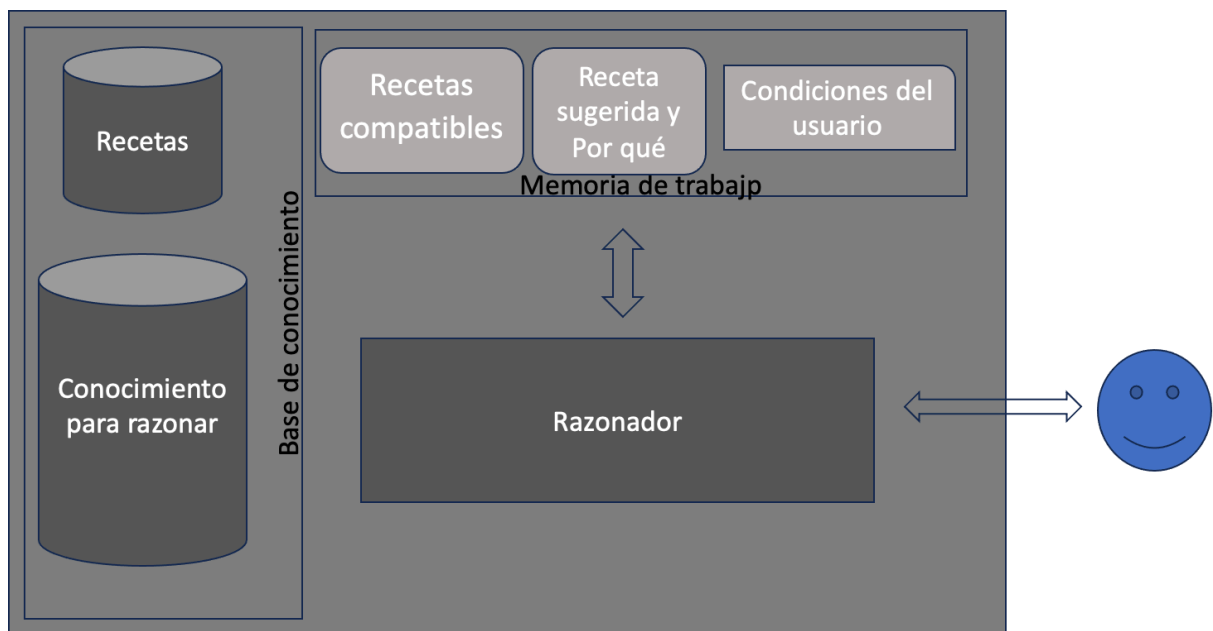 Recetas
Conocimiento
para razonar
Base de conocimiento
Recetas
compatibles
Receta
sugerida y
Por qué
Condiciones del
usuario
Memoria de trabajp
Razonador